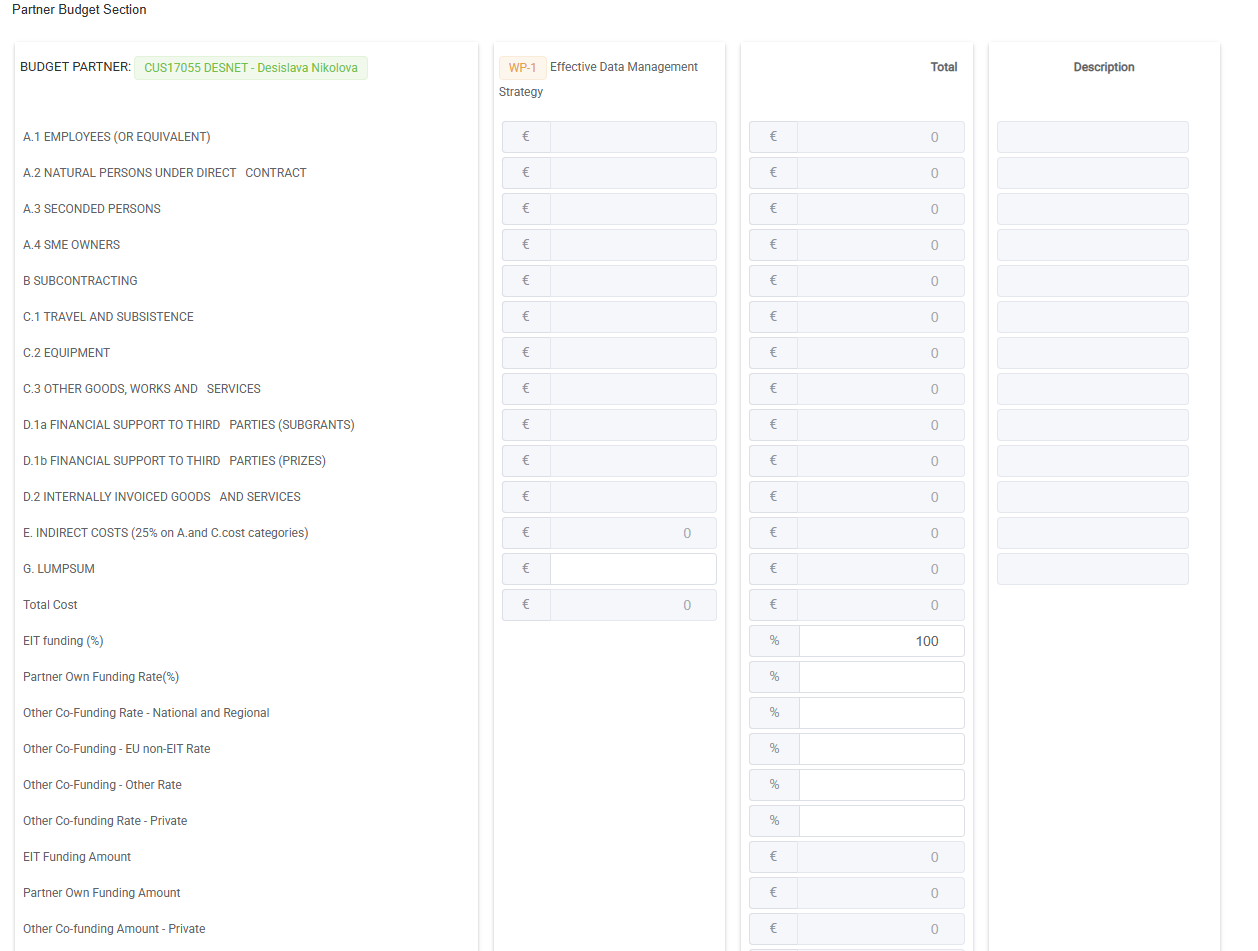 Partner Budget Section
BUDGET PARTNER: CUS17055 DESNET - Desislava Nikolova
WP-1 Effective Data Management
Strategy
Total
Description
A.1 EMPLOYEES (OR EQUIVALENT) € € 0
A.2 NATURAL PERSONS UNDER DIRECT CONTRACT € € 0
A.3 SECONDED PERSONS € € 0
A.4 SME OWNERS € € 0
B SUBCONTRACTING € € 0
C.1 TRAVEL AND SUBSISTENCE € € 0
C.2 EQUIPMENT € € 0
C.3 OTHER GOODS, WORKS AND SERVICES € € 0
D.1a FINANCIAL SUPPORT TO THIRD PARTIES (SUBGRANTS) € € 0
D.1b FINANCIAL SUPPORT TO THIRD PARTIES (PRIZES) € € 0
D.2 INTERNALLY INVOICED GOODS AND SERVICES € € 0
E. INDIRECT COSTS (25% on A.and C.cost categories) € 0 € 0
G. LUMPSUM € € 0
Total Cost € 0 € 0
EIT funding (%) % 100
Partner Own Funding Rate(%) %
Other Co-Funding Rate - National and Regional %
Other Co-Funding - EU non-EIT Rate %
Other Co-Funding - Other Rate %
Other Co-funding Rate - Private %
EIT Funding Amount € 0
Partner Own Funding Amount € 0
Other Co-funding Amount - Private € 0